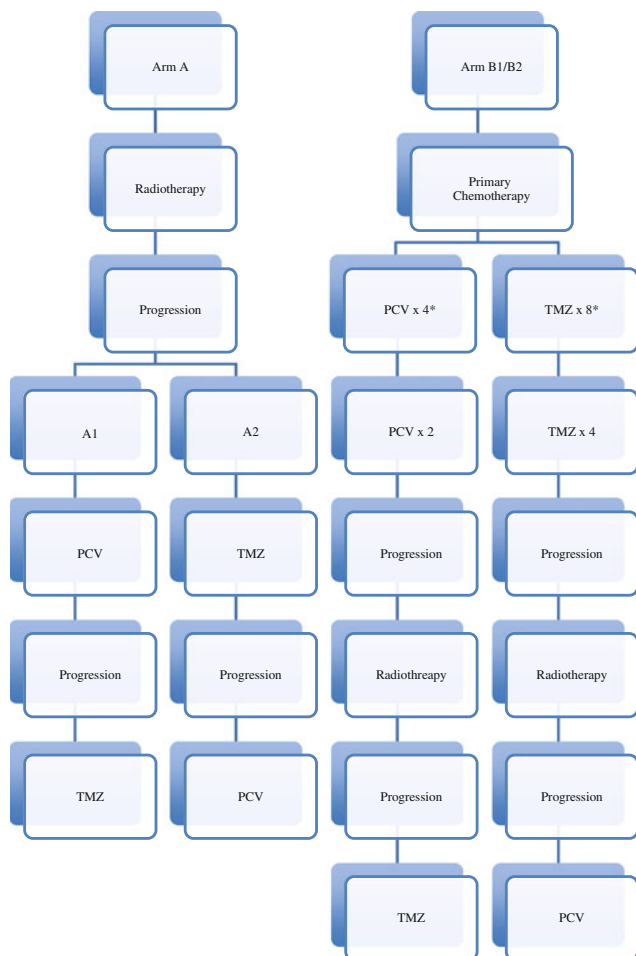 Arm A
Arm B1/B2
Radiotherapy
Primary
Chemotherapy
Progression
PCV x 4*
TMZ x 8*
A1
A2
PCV x 2
TMZ x 4
PCV
TMZ
Progression
Progression
Progression
Progression
Radiothreapy
Radiotherapy
TMZ
PCV
Progression
Progression
TMZ
PCV